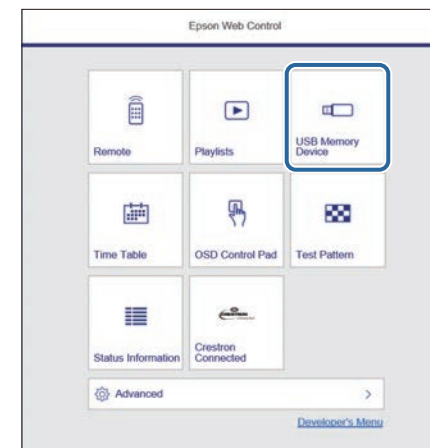 Epson Web Control
Remote
Playlists
USB Memory
Device
Time Table
OSD Control Pad
Test Pattern
Status Information
CRESTRON
Crestron
Connected
Advanced
Developer's Menu